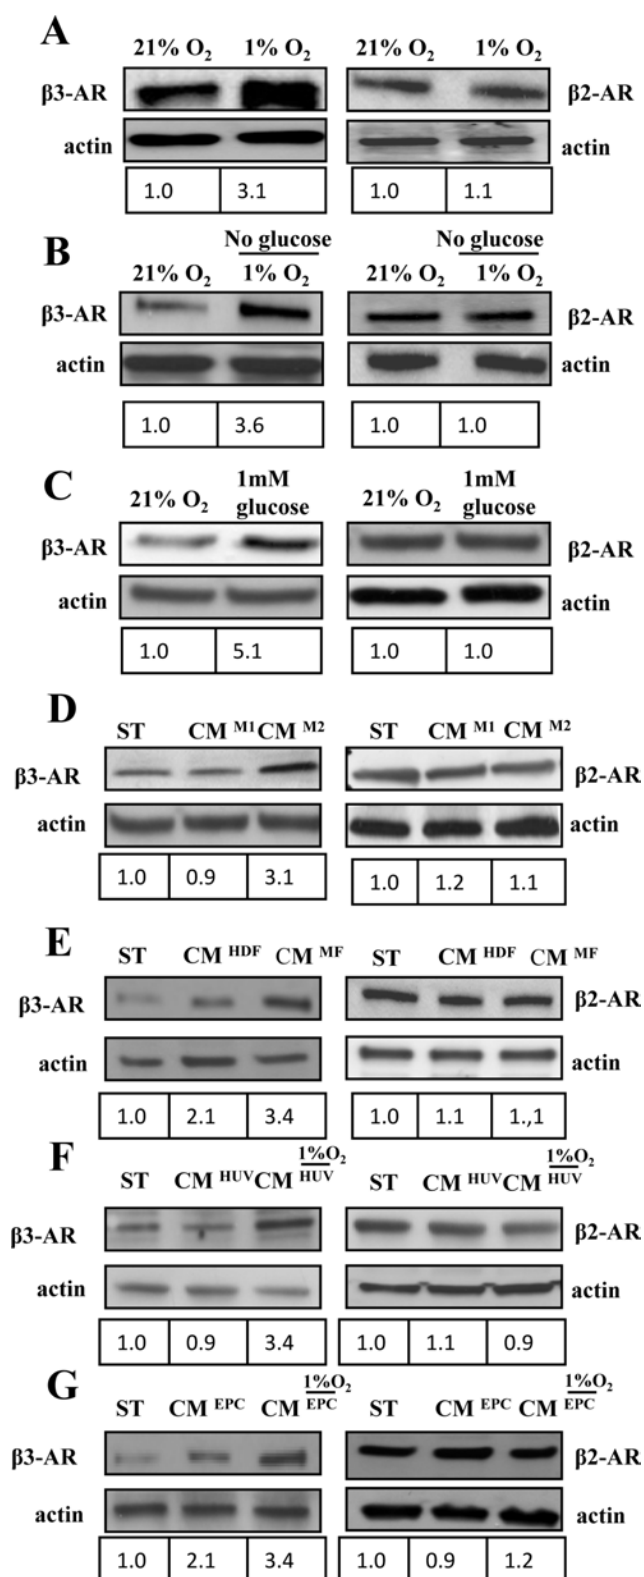 A
21% O₂ 1% O₂ 21% O₂ 1% O₂
β3-AR β2-AR
actin actin
1.0 3.1 1.0 1.1
No glucose No glucose
B
21% O₂ 1% O₂ 21% O₂ 1% O₂
β3-AR β2-AR
actin actin
1.0 3.6 1.0 1.0
C
21% O₂ 1mM glucose 21% O₂ 1mM glucose
β3-AR β2-AR
actin actin
1.0 5.1 1.0 1.0
D
ST CM M1 CM M2 ST CM M1 CM M2
β3-AR β2-AR
actin actin
1.0 0.9 3.1 1.0 1.2 1.1
E
ST CM HDF CM MF ST CM HDF CM MF
β3-AR β2-AR
actin actin
1.0 2.1 3.4 1.0 1.1 1.,1
F
1%O₂ 1%O₂
ST CM HUV CM HUV ST CM HUV CM HUV
β3-AR β2-AR
actin actin
1.0 0.9 3.4 1.0 1.1 0.9
G
1%O₂ 1%O₂
ST CM EPC CM EPC ST CM EPC CM EPC
β3-AR β2-AR
actin actin
1.0 2.1 3.4 1.0 0.9 1.2